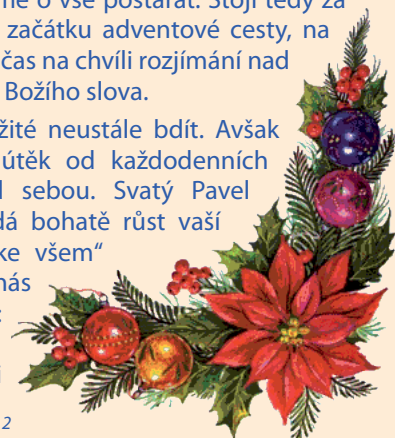 me o vše postarat. Stojí tedy za
začátku adventové cesty, na
čas na chvíli rozjímání nad
Božího slova.
žité neustále bdít. Avšak
útěk od každodenních
sebou. Svatý Pavel
dá bohatě růst vaší
ke všem“
nás
2